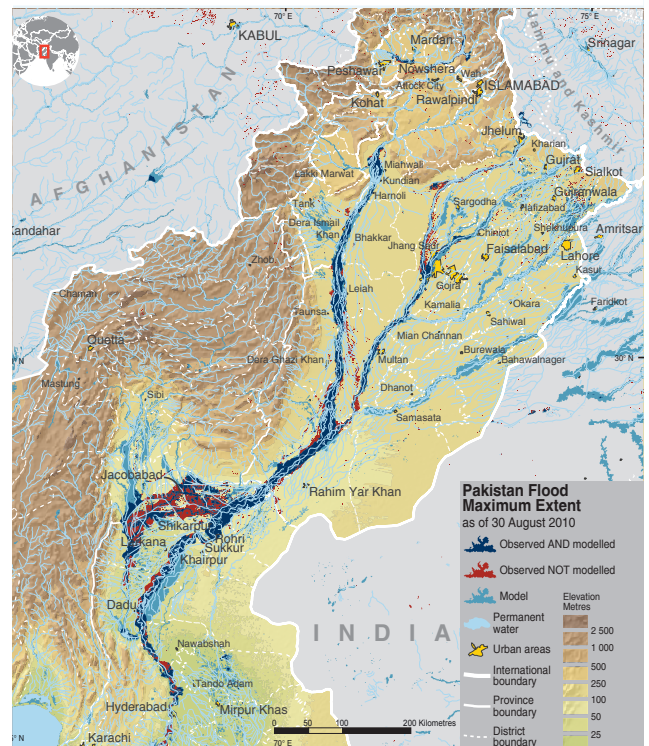 70° E
75° E
KABUL
Mardan
Srinagar
Jammu and Kashmir
Peshawar
Nowshera
Wah
Attock City
ISLAMABAD
Kohat
Rawalpindi
AFGHANISTAN
Jhelum
Kharian
Miahwali
Gujrat
Lakki Marwat
Kundian
Sialkot
Harnoli
Gujranwala
Tank
Sargodha
Hafizabad
Dera Ismail
Khan
Chiniot
Shekhupura
Amritsar
Kandahar
Bhakkar
Jhang Sadr
Faisalabad
Lahore
Zhob
Kasur
Gojra
Chaman
Leiah
Kamalia
Okara
Faridkot
Taunsa
Sahiwal
Quetta
Mian Channan
Burewala
Dera Ghazi Khan
Multan
Bahawalnager
30° N
N
Mastung
Sibi
Dhanot
Samasata
Jacobabad
Rahim Yar Khan
Shikarpur
Rohri
Larkana
Sukkur
Khairpur
Dadu
INDIA
Nawabshah
Tando Adam
Hyderabad
Mirpur Khas
Karachi
Pakistan Flood
Maximum Extent
as of 30 August 2010
Observed AND modelled
Observed NOT modelled
Model
Permanent
water
Urban areas
International
boundary
Province
boundary
District
boundary
Elevation
Metres
2 500
1 000
500
250
100
50
25
0 50 100 200 Kilometres
70° E